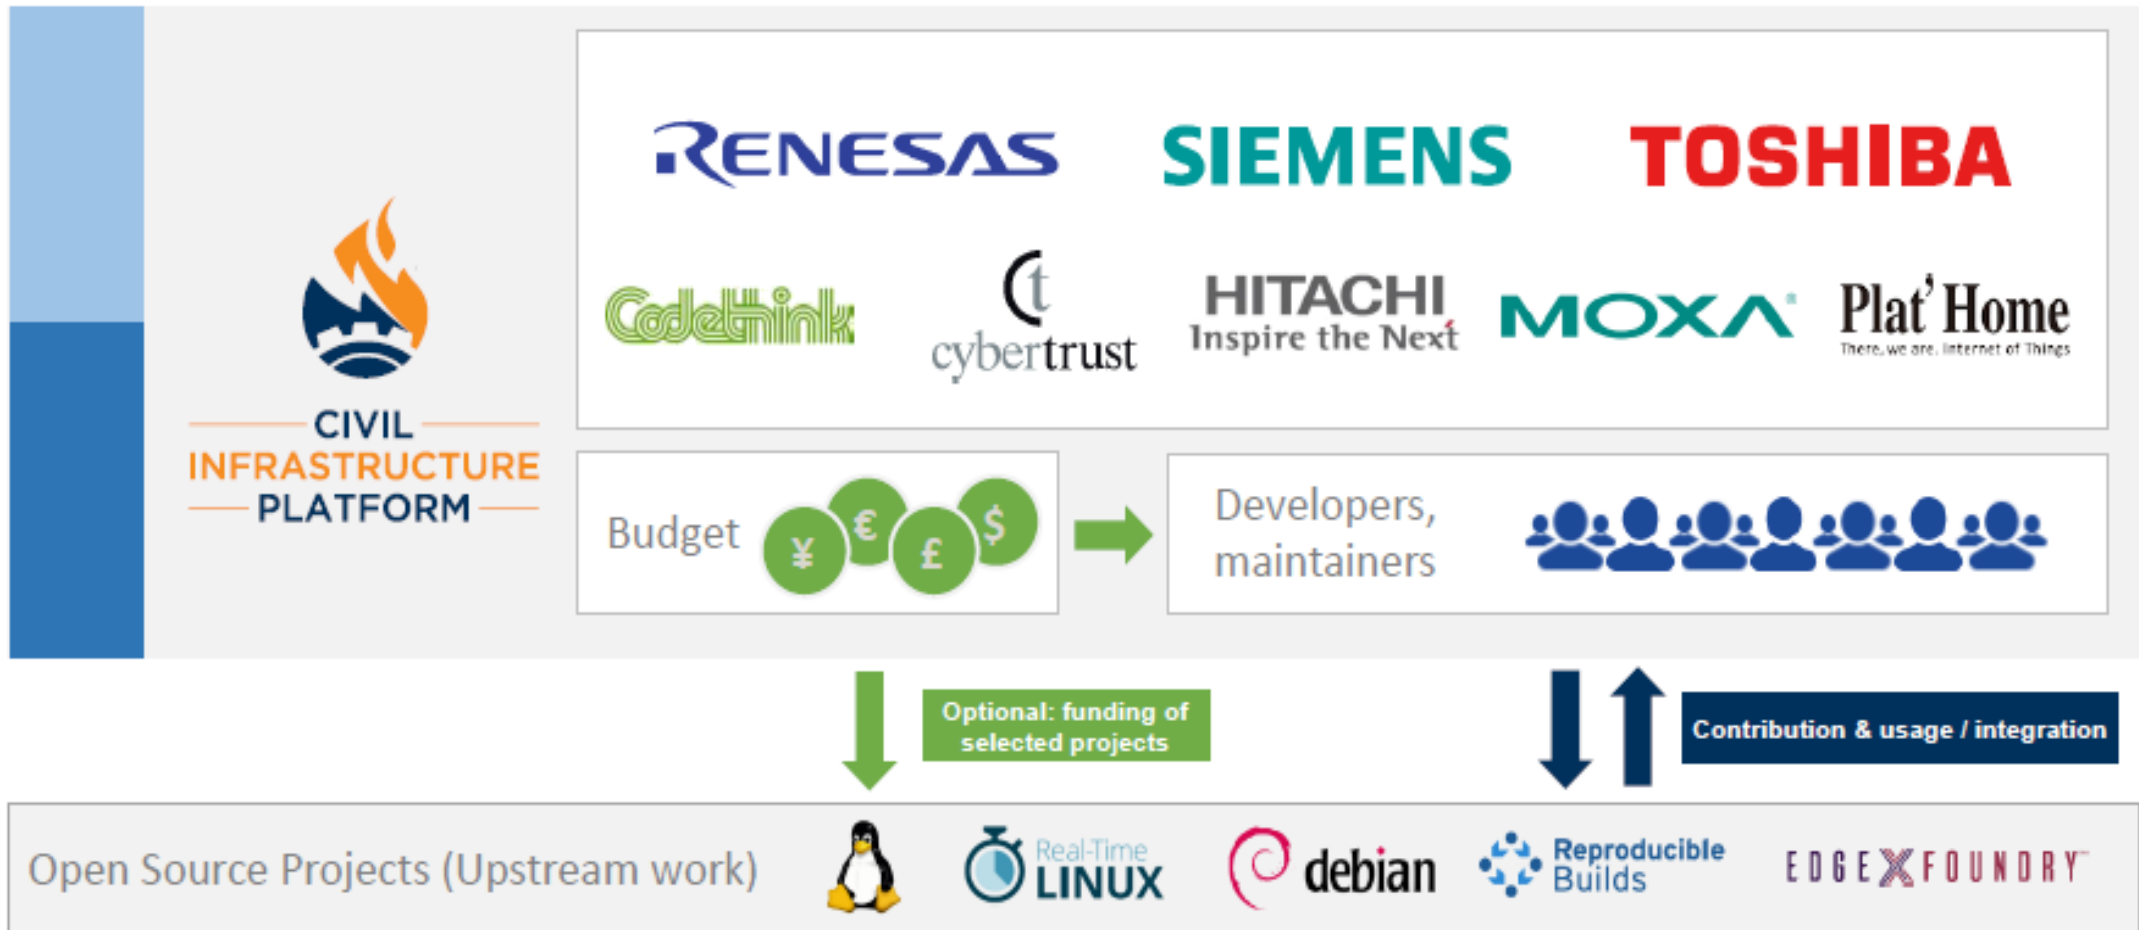 RENESAS
SIEMENS
TOSHIBA
Codethink
Ct
cybertrust
HITACHI
Inspire the Next
MOXA®
Plat'Home
There, we are. Internet of Things
CIVIL
INFRASTRUCTURE
PLATFORM
Budget
¥ € £ $
Developers,
maintainers
Optional: funding of
selected projects
Contribution & usage / integration
Open Source Projects (Upstream work)
Real-Time
LINUX
debian
Reproducible
Builds
EDGEXFOUNDRY™